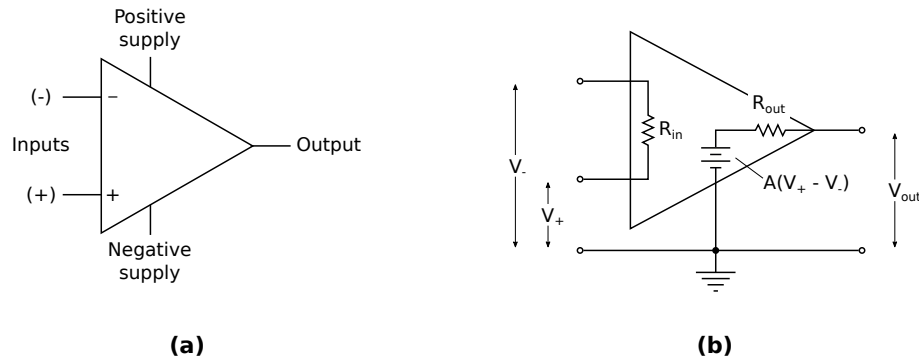 Positive
supply
(-)
−
Inputs
Output
(+)
+
Negative
supply
(a)
V-
V+
Rin
Rout
A(V+ - V-)
Vout
(b)